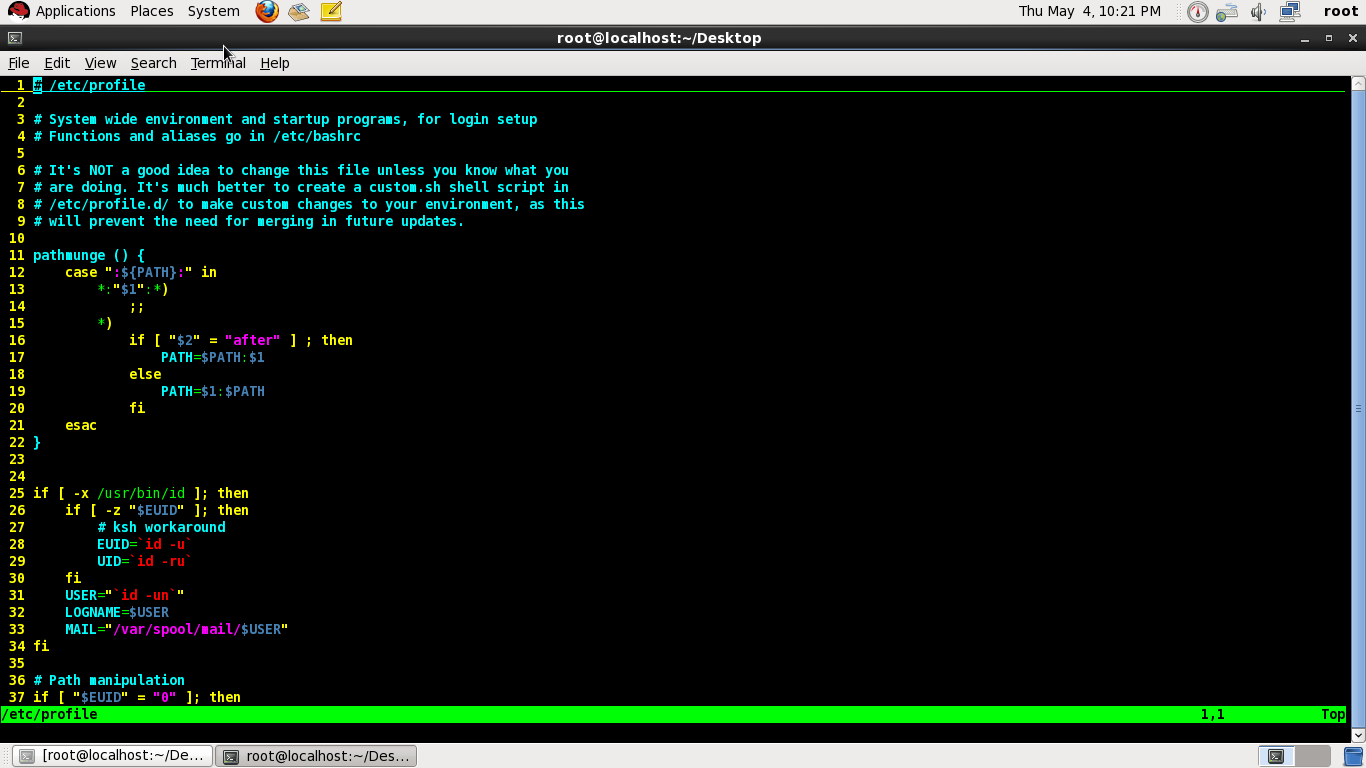 Applications Places System Thu May 4, 10:21 PM root
root@localhost:~/Desktop
File Edit View Search Terminal Help
1 # /etc/profile
2
3 # System wide environment and startup programs, for login setup
4 # Functions and aliases go in /etc/bashrc
5
6 # It's NOT a good idea to change this file unless you know what you
7 # are doing. It's much better to create a custom.sh shell script in
8 # /etc/profile.d/ to make custom changes to your environment, as this
9 # will prevent the need for merging in future updates.
10
11 pathmunge () {
12     case ":${PATH}:" in
13         *:"$1":*)
14             ;;
15         *)
16             if [ "$2" = "after" ] ; then
17                 PATH=$PATH:$1
18             else
19                 PATH=$1:$PATH
20             fi
21     esac
22 }
23
24
25 if [ -x /usr/bin/id ]; then
26     if [ -z "$EUID" ]; then
27         # ksh workaround
28         EUID=`id -u`
29         UID=`id -ru`
30     fi
31     USER="`id -un`"
32     LOGNAME=$USER
33     MAIL="/var/spool/mail/$USER"
34 fi
35
36 # Path manipulation
37 if [ "$EUID" = "0" ]; then
/etc/profile 1,1 Top
[root@localhost:~/De... root@localhost:~/Des...